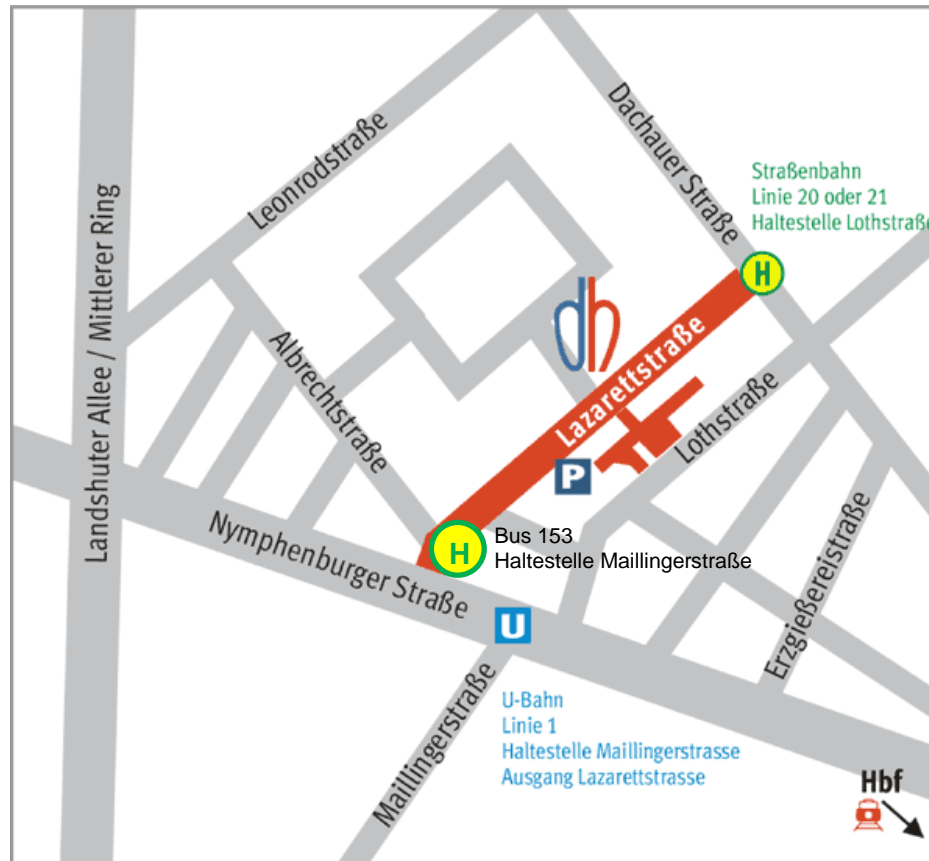 Dachauer Straße
Leonrodstraße
Straßenbahn
Linie 20 oder 21
Haltestelle Lothstraße
Landshuter Allee / Mittlerer Ring
H
dh
Albrechtstraße
Lazarettstraße
Lothstraße
P
Nymphenburger Straße
H
Bus 153
Haltestelle Maillingerstraße
Erzgießereistraße
U
Maillingerstraße
U-Bahn
Linie 1
Haltestelle Maillingerstrasse
Ausgang Lazarettstrasse
Hbf